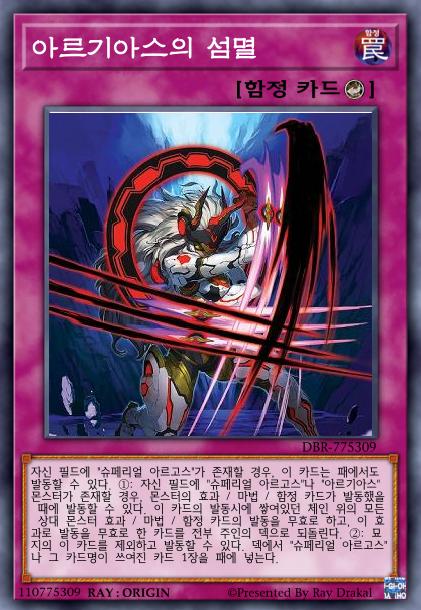 아르기아스의 섬멸
함정
罠
[함정 카드]
DBR-775309
자신 필드에 "슈페리얼 아르고스"가 존재할 경우, 이 카드는 패에서도
발동할 수 있다. ①: 자신 필드에 "슈페리얼 아르고스"나 "아르기아스"
몬스터가 존재할 경우, 몬스터의 효과 / 마법 / 함정 카드가 발동했을
때에 발동할 수 있다. 이 카드의 발동시에 쌓여있던 체인 위의 모든
상대 몬스터 효과 / 마법 / 함정 카드의 발동을 무효로 하고, 이 효
과로 발동을 무효로 한 카드를 전부 주인의 덱으로 되돌린다. ②: 묘
지의 이 카드를 제외하고 발동할 수 있다. 덱에서 "슈페리얼 아르고스"
나 그 카드명이 쓰여진 카드 1장을 패에 넣는다.
110775309 RAY : ORIGIN ©Presented By Ray Drakal